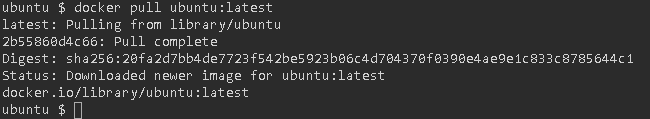 ubuntu $ docker pull ubuntu:latest
latest: Pulling from library/ubuntu
2b55860d4c66: Pull complete
Digest: sha256:20fa2d7bb4de7723f542be5923b06c4d704370f0390e4ae9e1c833c8785644c1
Status: Downloaded newer image for ubuntu:latest
docker.io/library/ubuntu:latest
ubuntu $